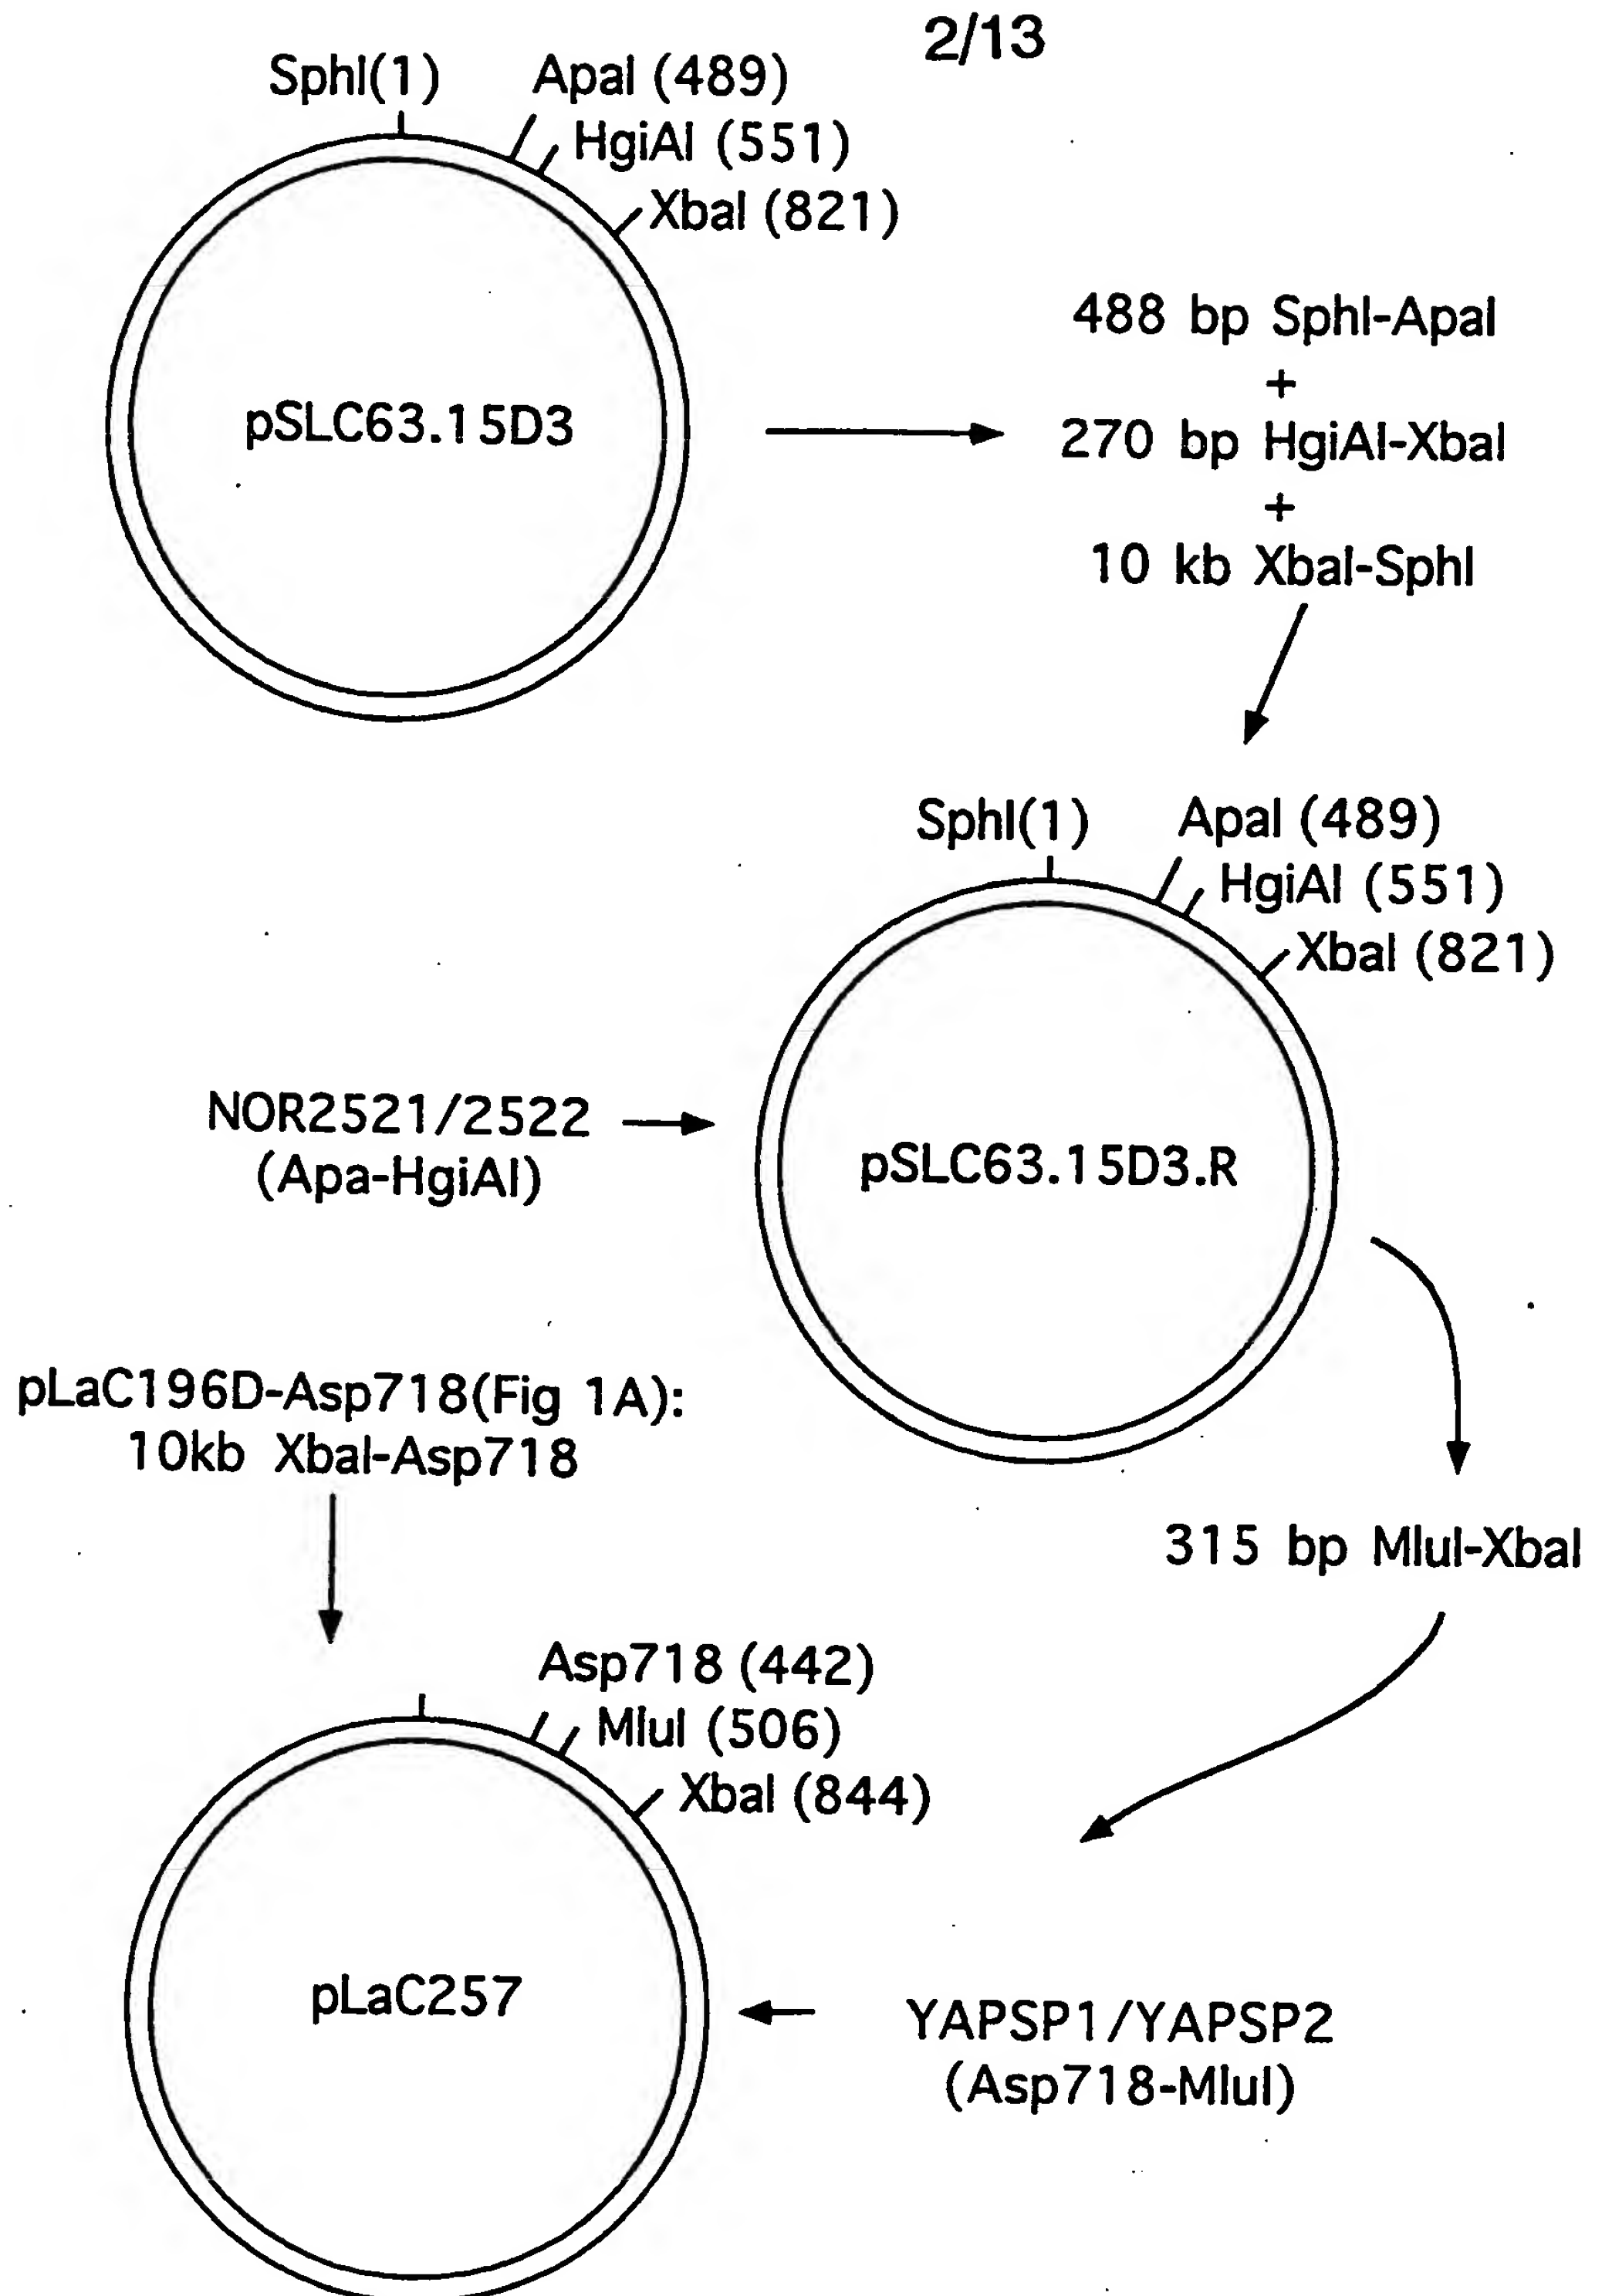 2/13
SphI(1)
ApaI (489)
HgiAI (551)
XbaI (821)
pSLC63.15D3
488 bp SphI-ApaI
+
270 bp HgiAI-XbaI
+
10 kb XbaI-SphI
SphI(1)
ApaI (489)
HgiAI (551)
XbaI (821)
NOR2521/2522
(Apa-HgiAI)
pSLC63.15D3.R
pLaC196D-Asp718(Fig 1A):
10kb XbaI-Asp718
315 bp MluI-XbaI
Asp718 (442)
MluI (506)
XbaI (844)
pLaC257
YAPSP1/YAPSP2
(Asp718-MluI)